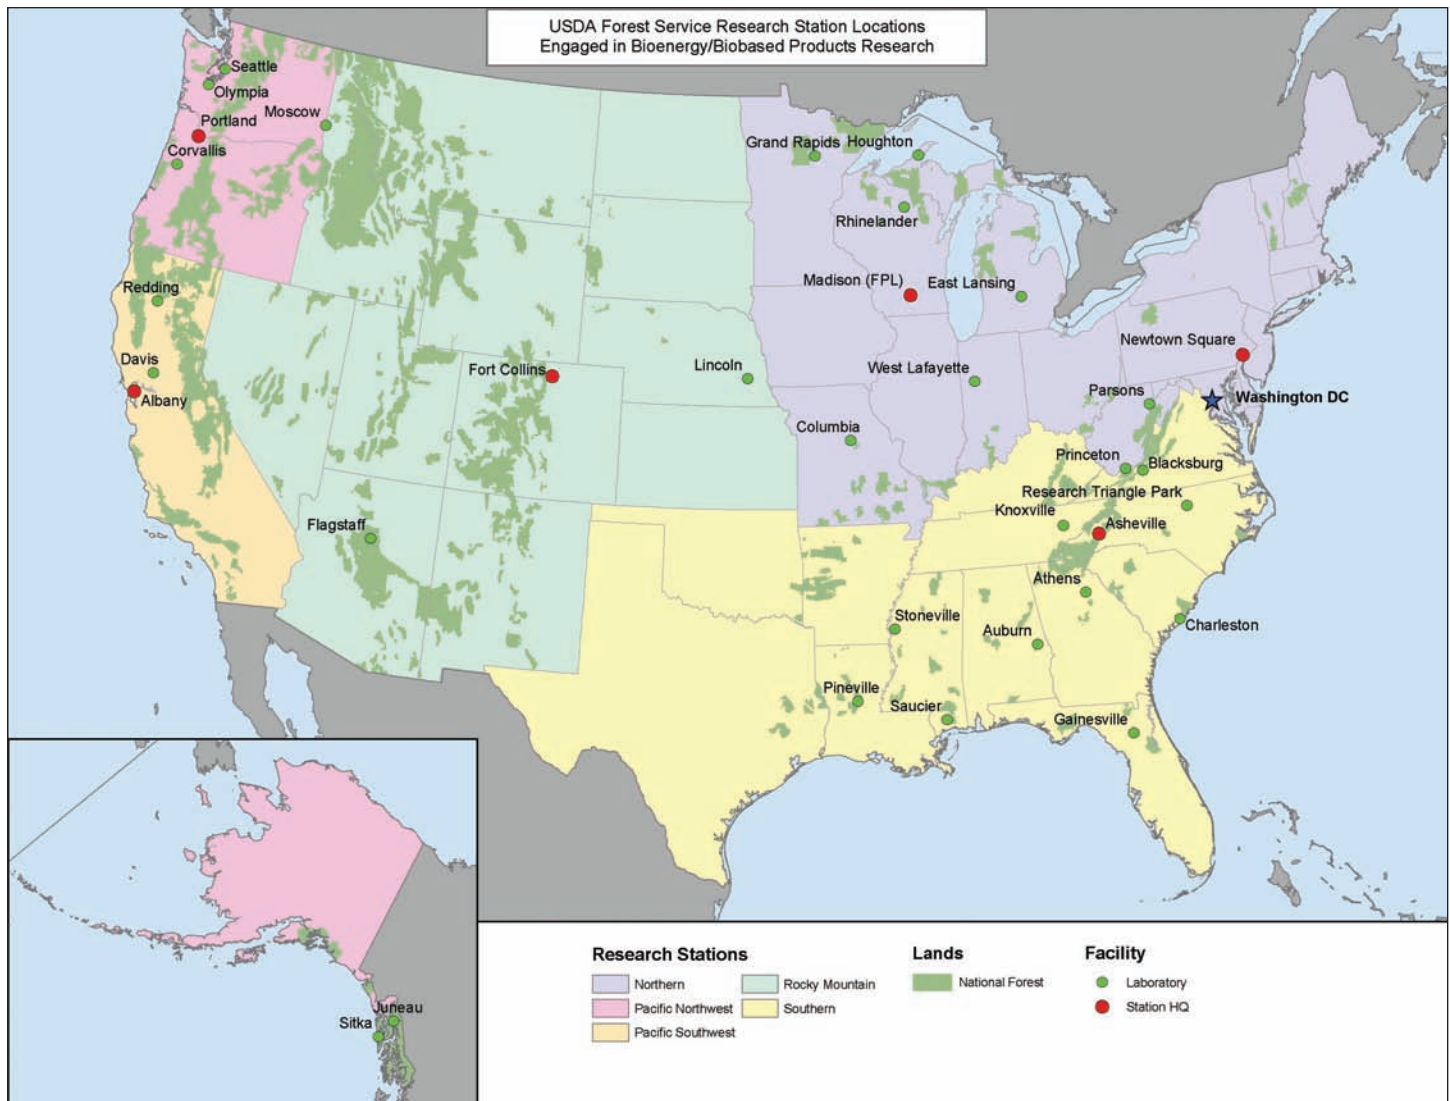 USDA Forest Service Research Station Locations
Engaged in Bioenergy/Biobased Products Research
Seattle
Olympia
Moscow
Portland
Corvallis
Grand Rapids
Houghton
Rhinelander
Redding
Madison (FPL)
East Lansing
Newtown Square
Davis
Fort Collins
Lincoln
West Lafayette
Albany
Parsons
Washington DC
Columbia
Princeton
Blacksburg
Research Triangle Park
Knoxville
Flagstaff
Asheville
Athens
Stoneville
Charleston
Auburn
Pineville
Saucier
Gainesville
Juneau
Sitka
Research Stations
Northern
Pacific Northwest
Pacific Southwest
Rocky Mountain
Southern
Lands
National Forest
Facility
Laboratory
Station HQ